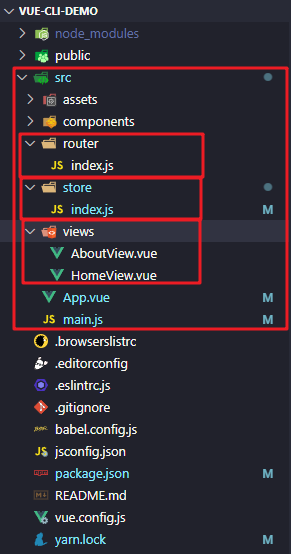 VUE-CLI-DEMO
node_modules
public
src
assets
components
router
JS index.js
store
JS index.js M
views
AboutView.vue
HomeView.vue
App.vue M
JS main.js M
.browserslistrc
.editorconfig
.eslintrc.js
.gitignore
babel.config.js
jsconfig.json
package.json M
README.md
vue.config.js
yarn.lock M